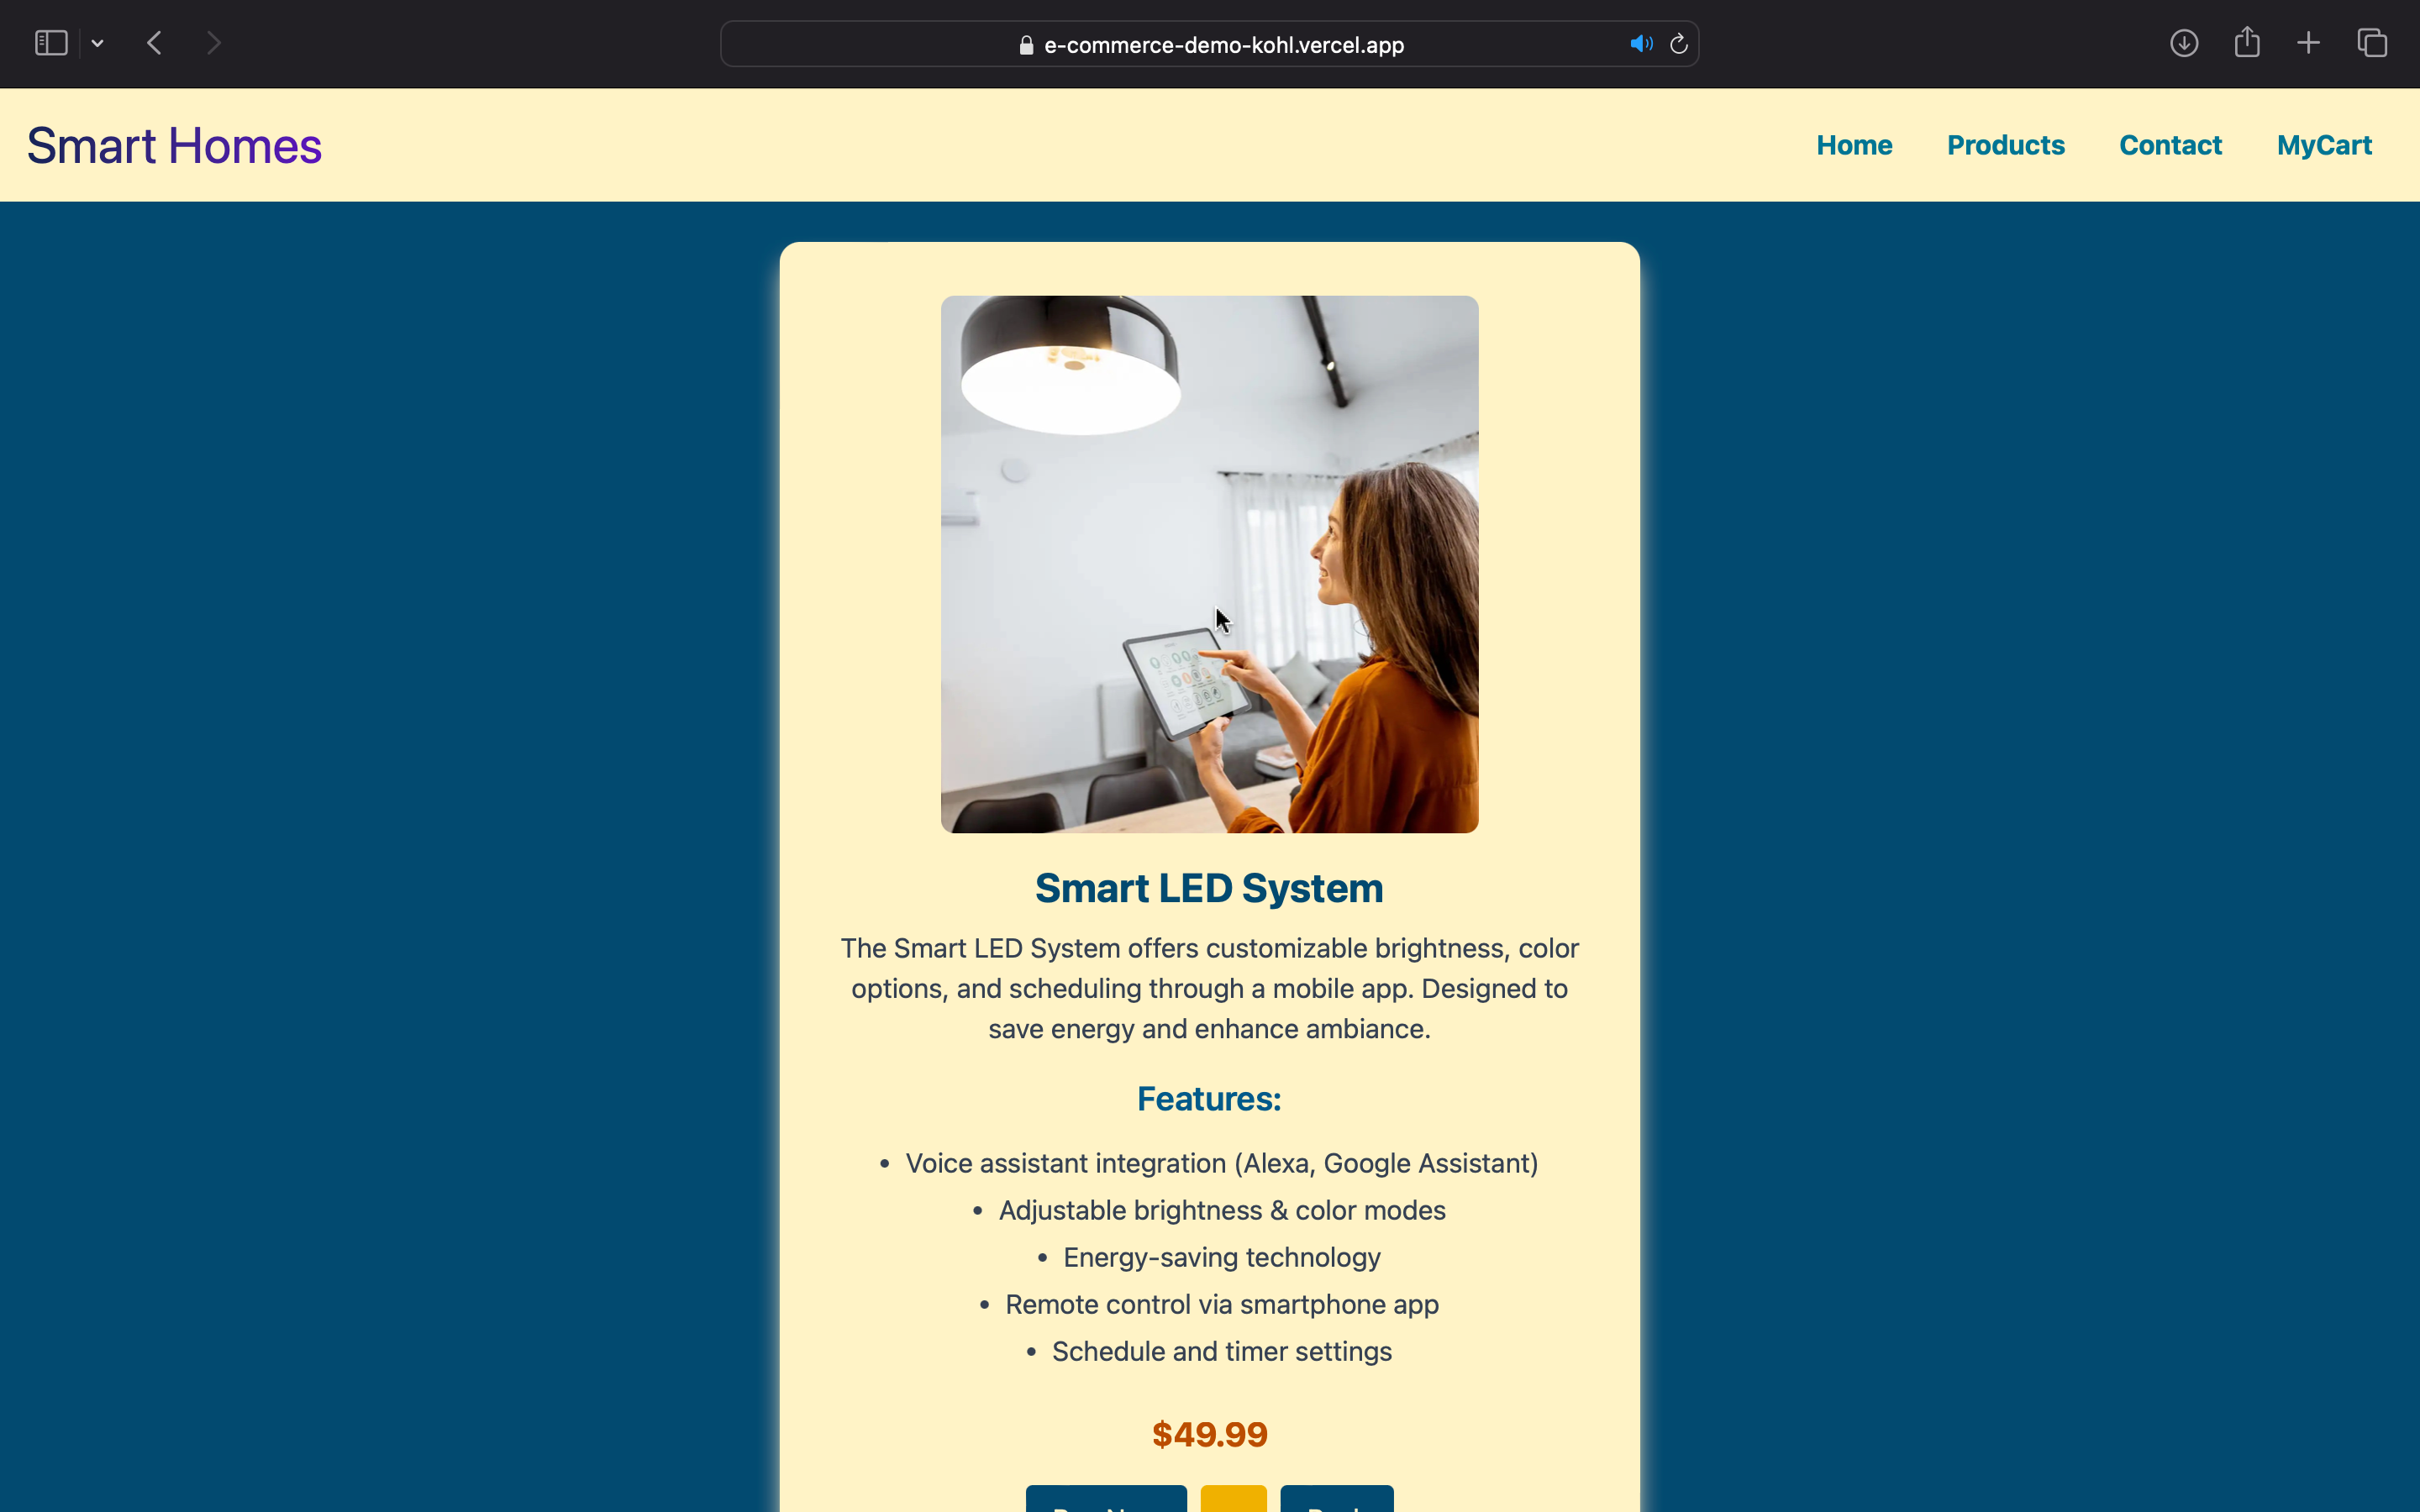 e-commerce-demo-kohl.vercel.app
Smart Homes
Home
Products
Contact
MyCart
Smart LED System
The Smart LED System offers customizable brightness, color
options, and scheduling through a mobile app. Designed to
save energy and enhance ambiance.
Features:
• Voice assistant integration (Alexa, Google Assistant)
• Adjustable brightness & color modes
• Energy-saving technology
• Remote control via smartphone app
• Schedule and timer settings
$49.99